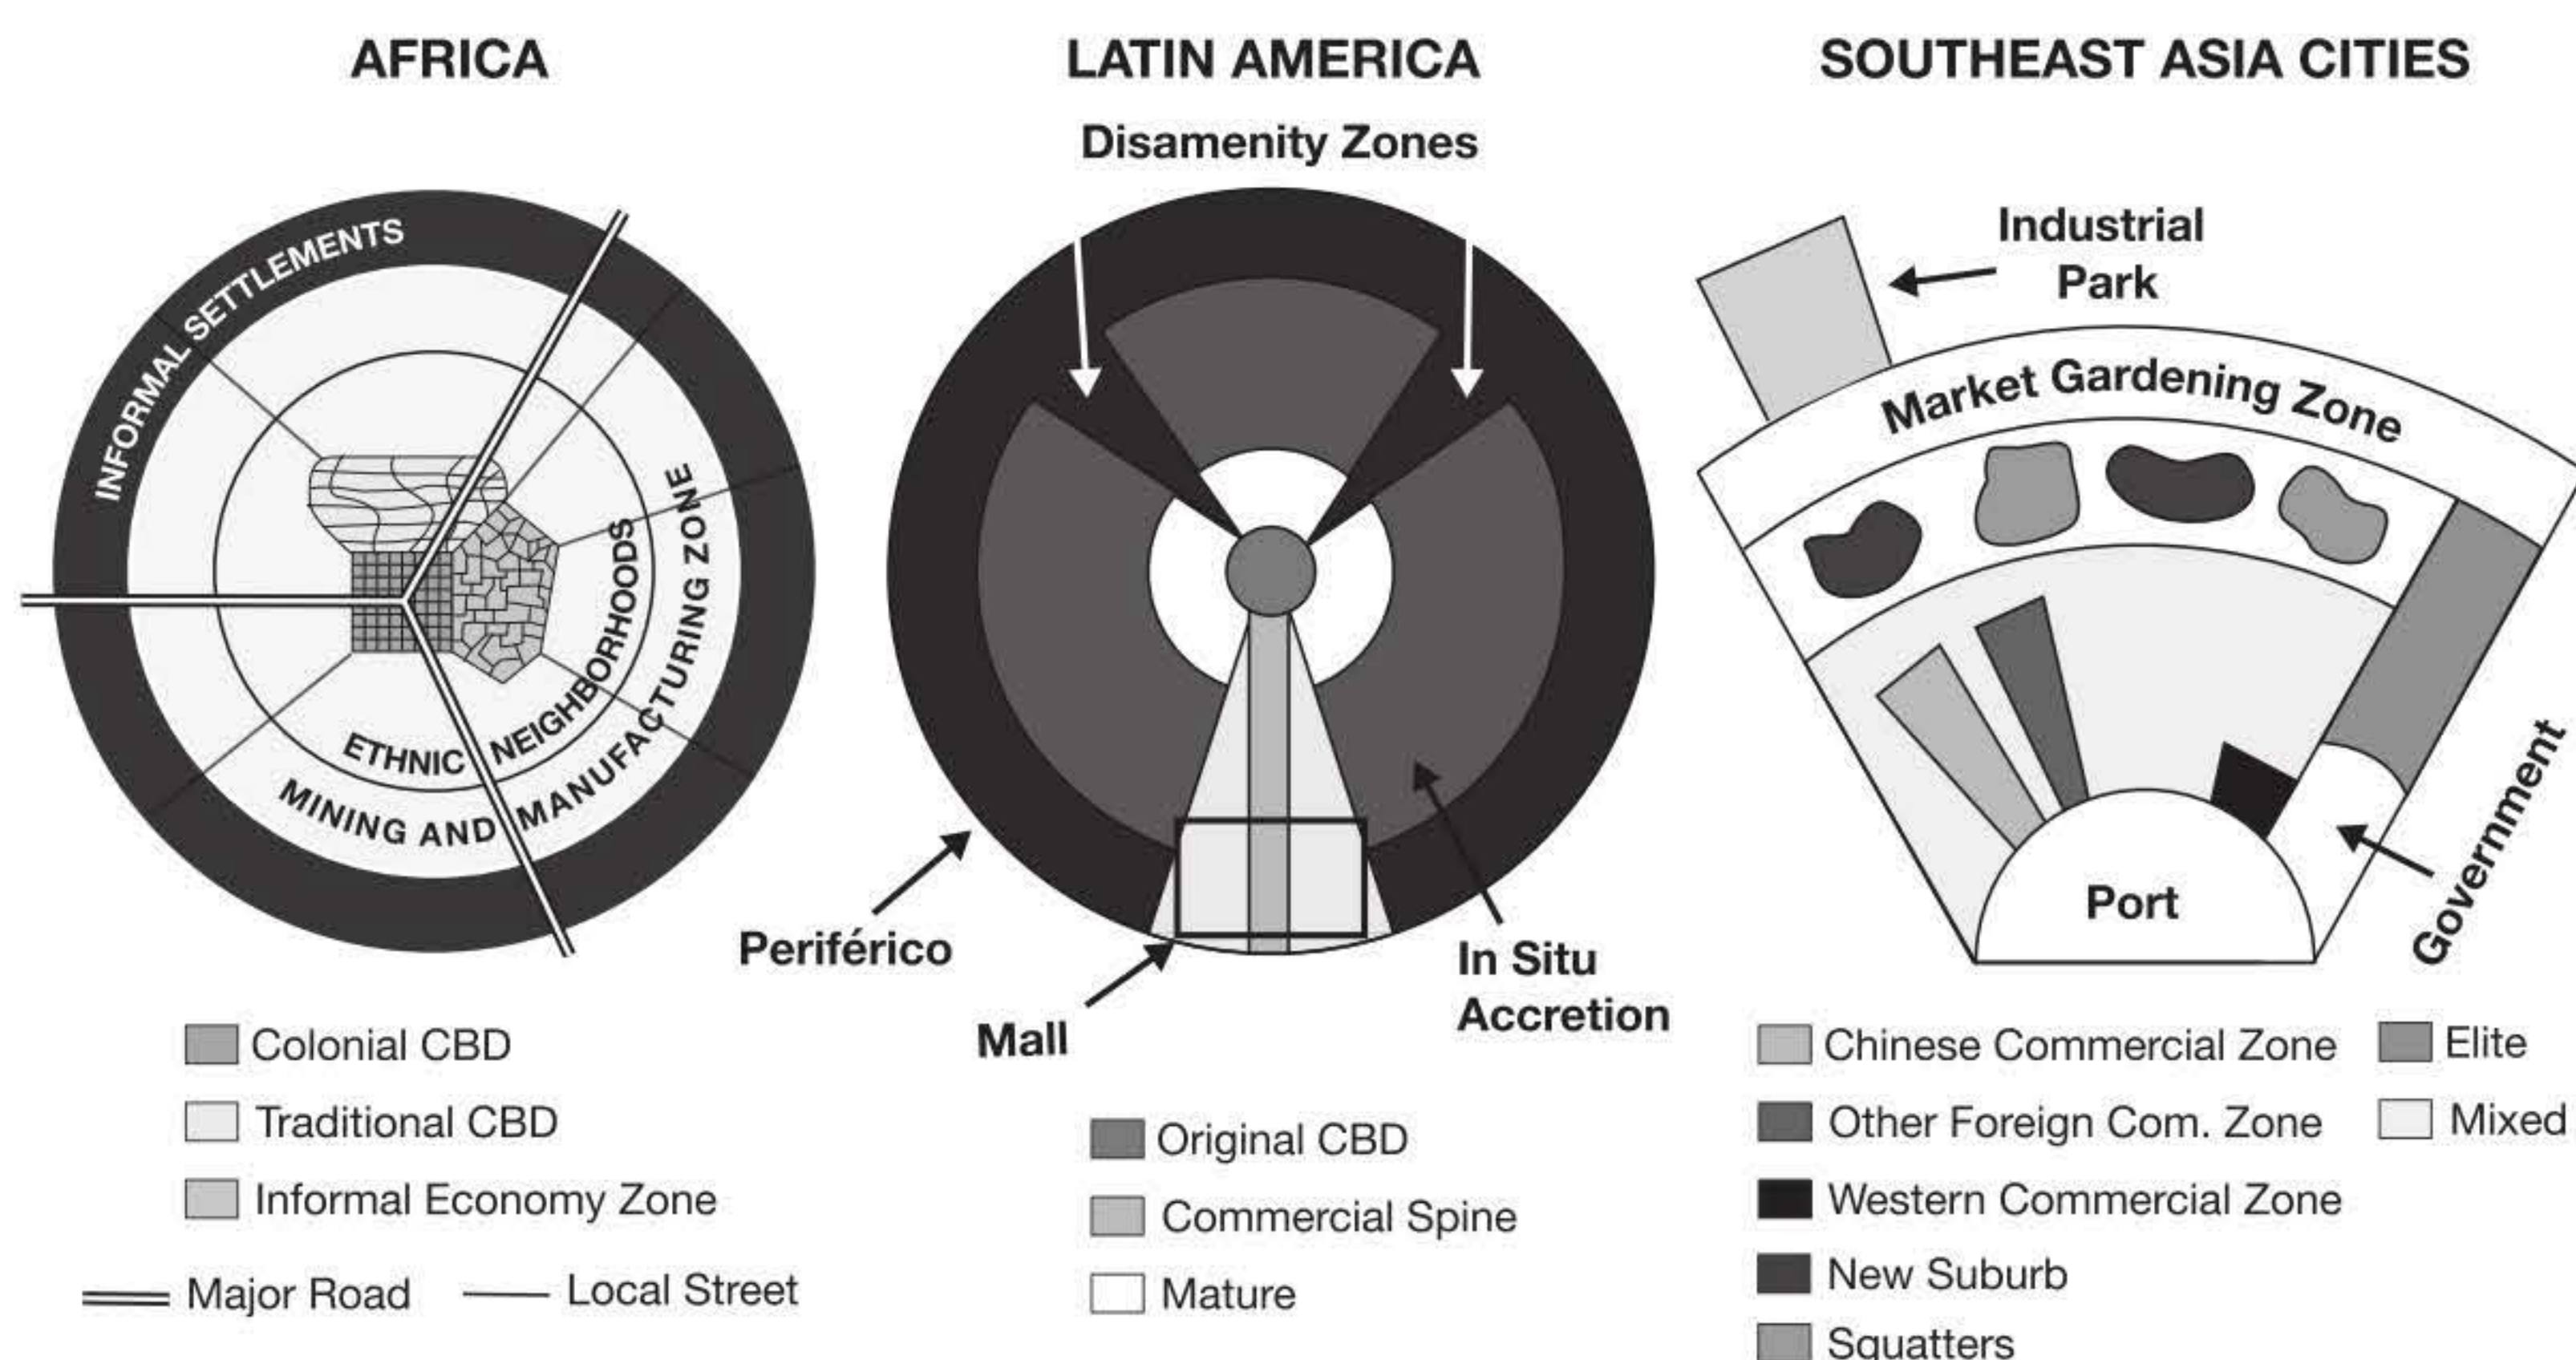 AFRICA
INFORMAL SETTLEMENTS
ETHNIC NEIGHBORHOODS
MINING AND MANUFACTURING ZONE
Colonial CBD
Traditional CBD
Informal Economy Zone
Major Road
Local Street
LATIN AMERICA
Disamenity Zones
Periférico
Mall
In Situ
Accretion
Original CBD
Commercial Spine
Mature
SOUTHEAST ASIA CITIES
Industrial
Park
Market Gardening Zone
Port
Government
Chinese Commercial Zone
Other Foreign Com. Zone
Western Commercial Zone
New Suburb
Squatters
Elite
Mixed